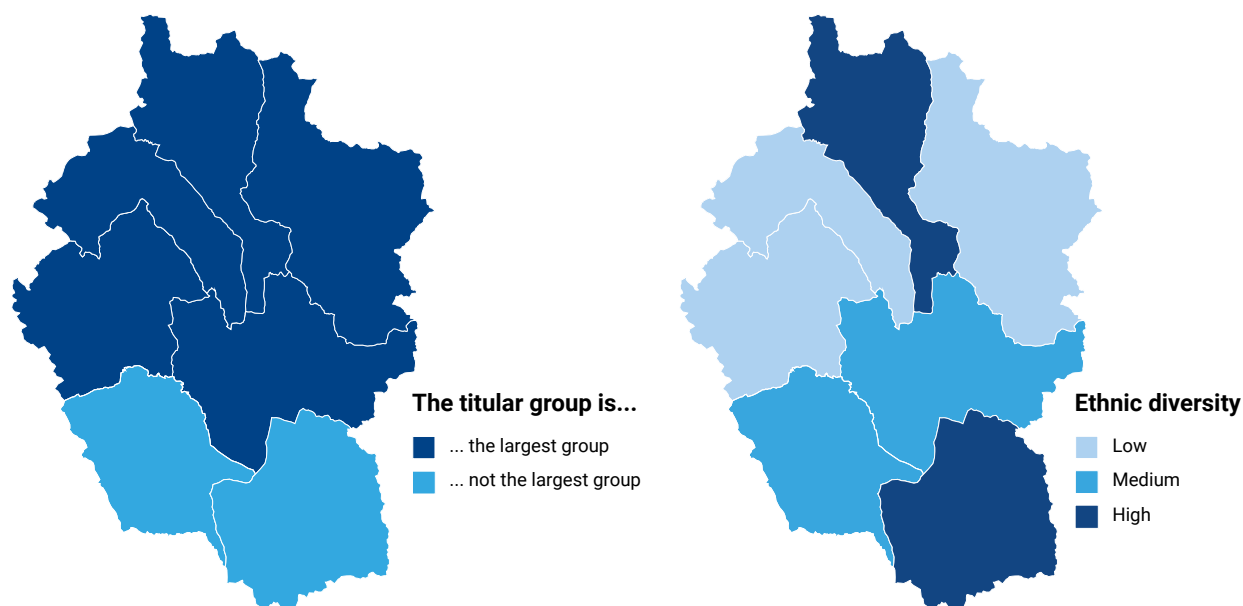 The titular group is...
... the largest group
... not the largest group
Ethnic diversity
Low
Medium
High